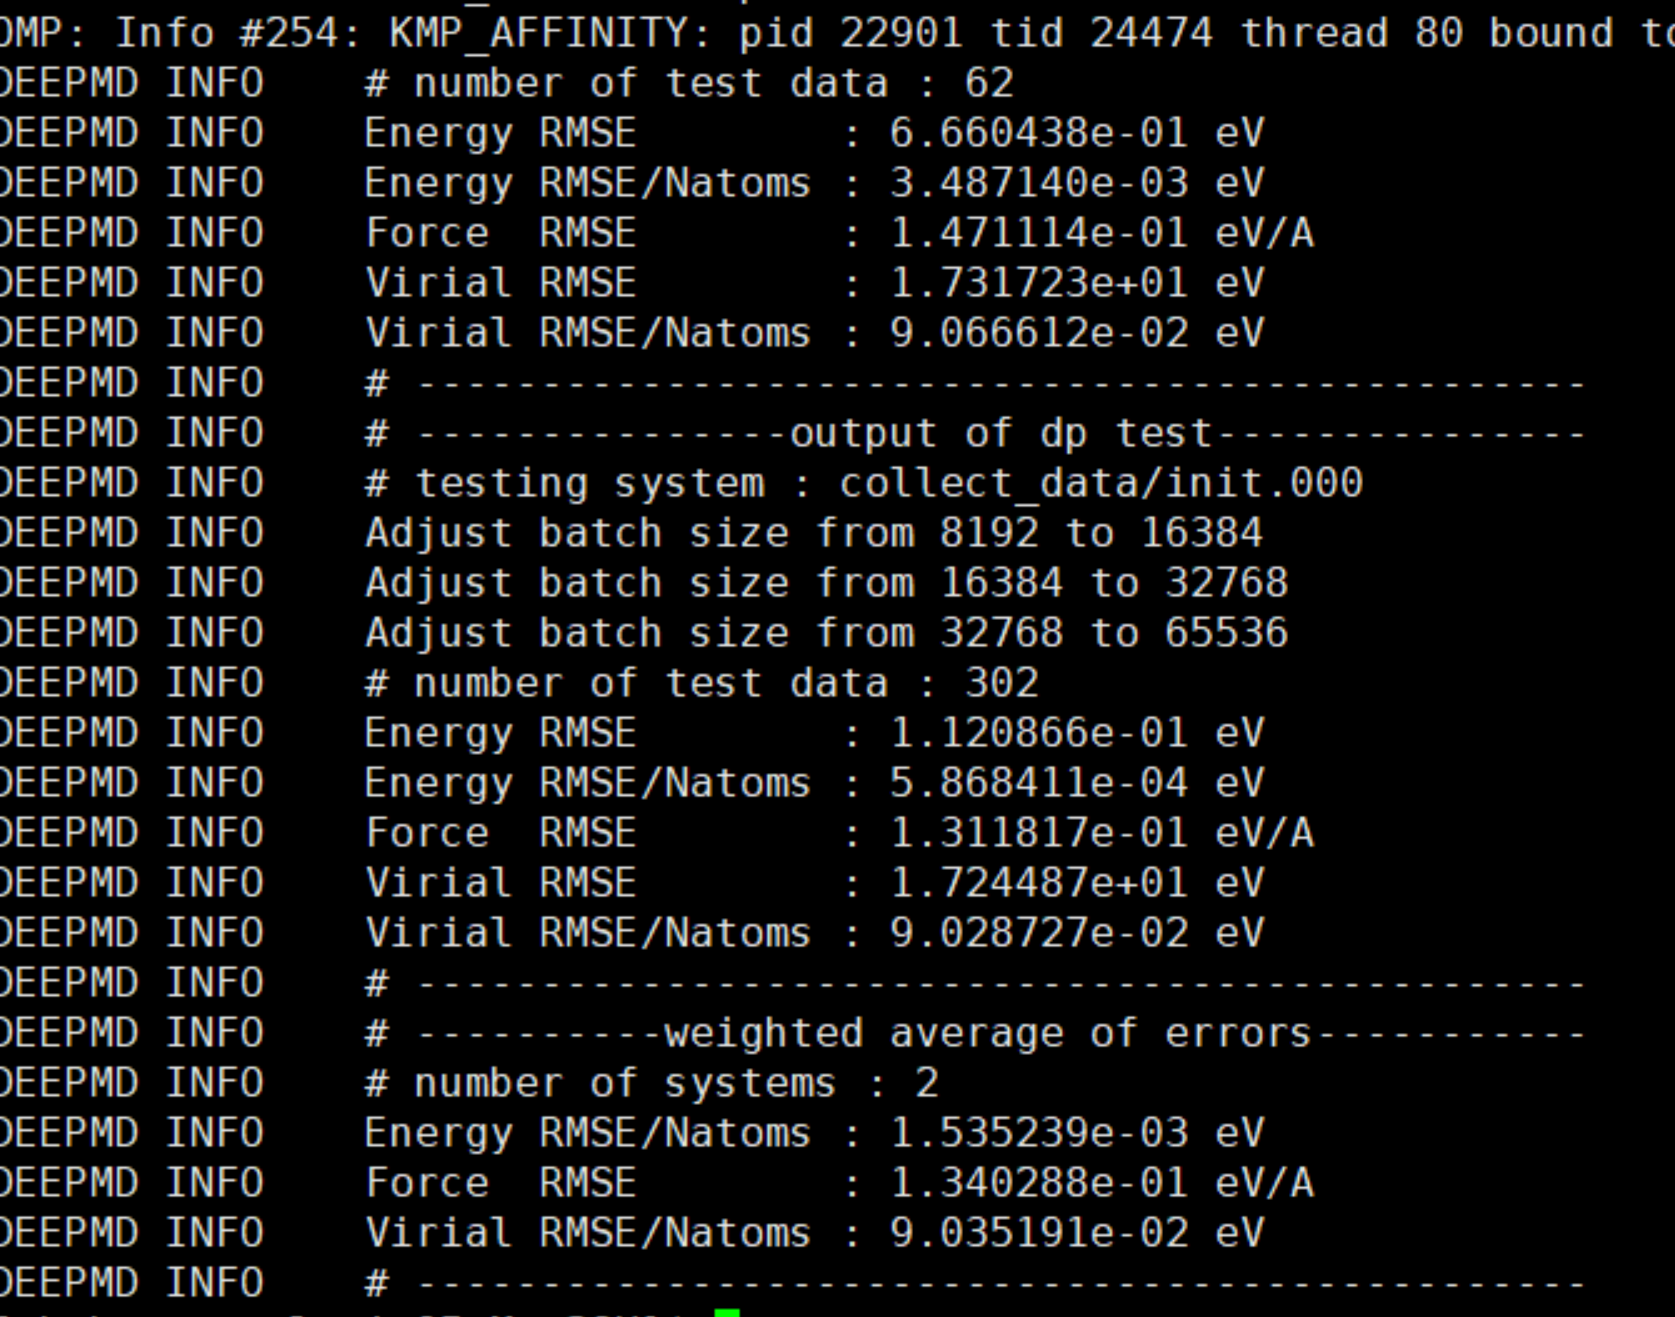 OMP: Info #254: KMP_AFFINITY: pid 22901 tid 24474 thread 80 bound to
DEEPMD INFO    # number of test data : 62
DEEPMD INFO    Energy RMSE         : 6.660438e-01 eV
DEEPMD INFO    Energy RMSE/Natoms : 3.487140e-03 eV
DEEPMD INFO    Force  RMSE         : 1.471114e-01 eV/A
DEEPMD INFO    Virial RMSE         : 1.731723e+01 eV
DEEPMD INFO    Virial RMSE/Natoms : 9.066612e-02 eV
DEEPMD INFO    # -----------------------------------------------
DEEPMD INFO    # ---------------output of dp test---------------
DEEPMD INFO    # testing system : collect_data/init.000
DEEPMD INFO    Adjust batch size from 8192 to 16384
DEEPMD INFO    Adjust batch size from 16384 to 32768
DEEPMD INFO    Adjust batch size from 32768 to 65536
DEEPMD INFO    # number of test data : 302
DEEPMD INFO    Energy RMSE         : 1.120866e-01 eV
DEEPMD INFO    Energy RMSE/Natoms : 5.868411e-04 eV
DEEPMD INFO    Force  RMSE         : 1.311817e-01 eV/A
DEEPMD INFO    Virial RMSE         : 1.724487e+01 eV
DEEPMD INFO    Virial RMSE/Natoms : 9.028727e-02 eV
DEEPMD INFO    # -----------------------------------------------
DEEPMD INFO    # ----------weighted average of errors-----------
DEEPMD INFO    # number of systems : 2
DEEPMD INFO    Energy RMSE/Natoms : 1.535239e-03 eV
DEEPMD INFO    Force  RMSE         : 1.340288e-01 eV/A
DEEPMD INFO    Virial RMSE/Natoms : 9.035191e-02 eV
DEEPMD INFO    # -----------------------------------------------